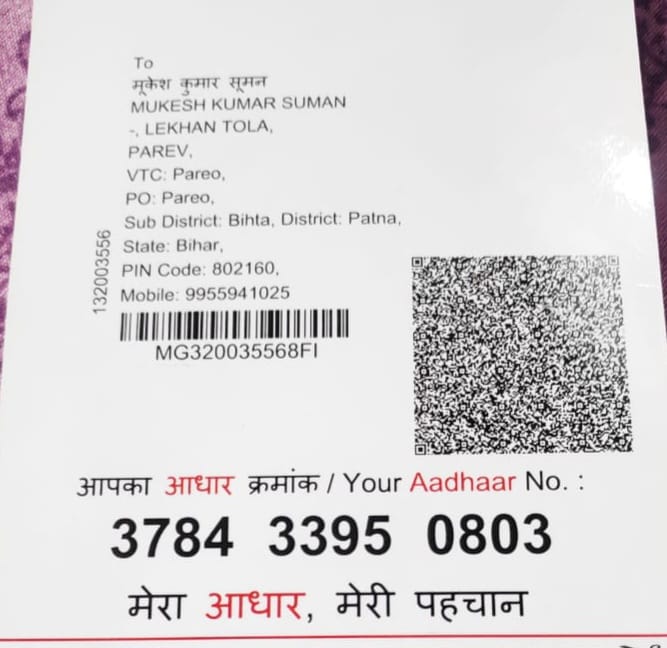 To
मूकेश कुमार सूमन
MUKESH KUMAR SUMAN
-, LEKHAN TOLA,
PAREV,
VTC: Pareo,
PO: Pareo,
Sub District: Bihta, District: Patna,
State: Bihar,
PIN Code: 802160,
Mobile: 9955941025
132003556
MG320035568FI
आपका आधार क्रमांक / Your Aadhaar No. :
3784 3395 0803
मेरा आधार, मेरी पहचान